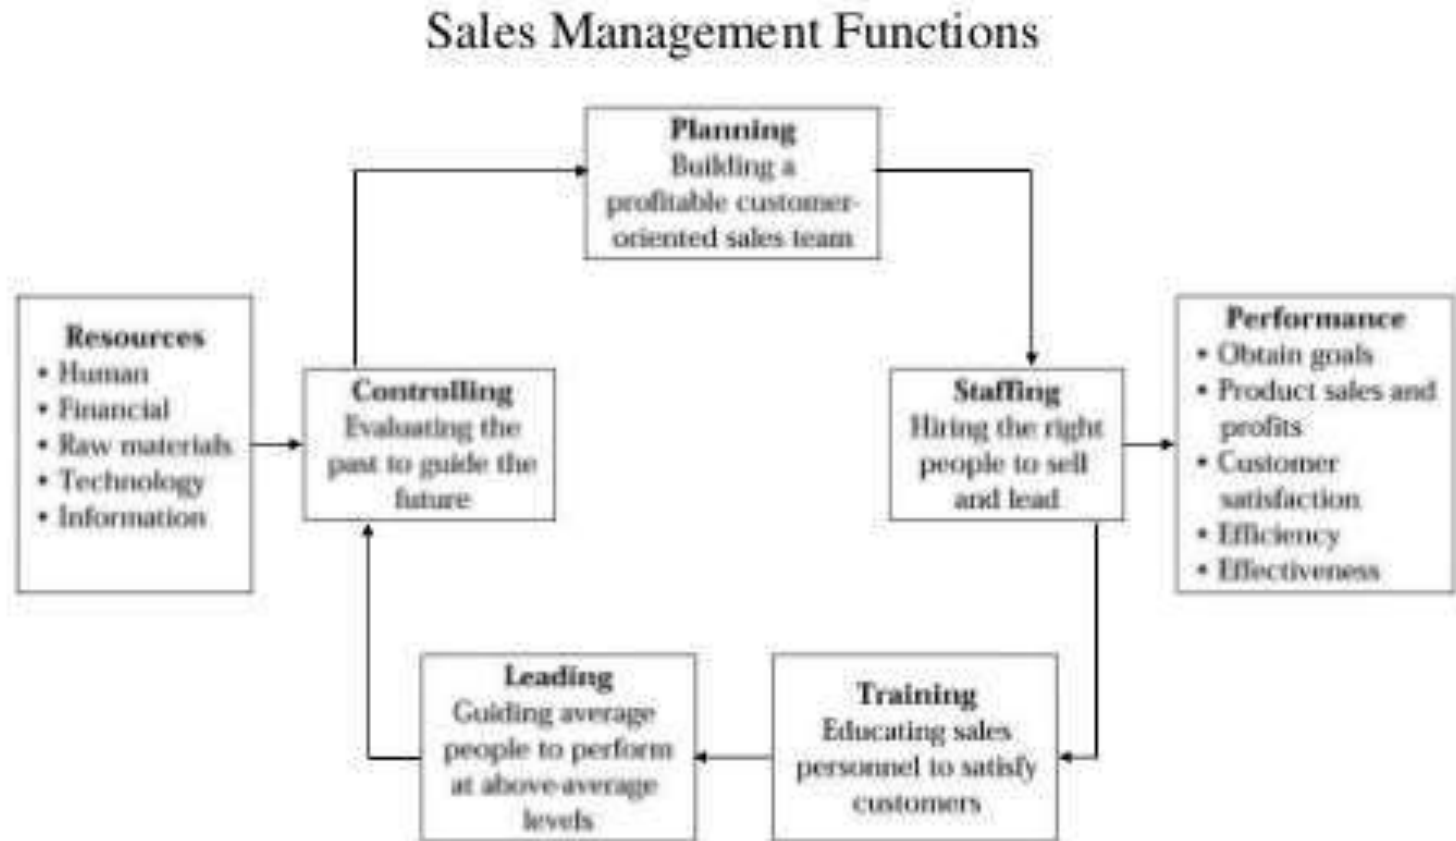 Sales Management Functions
Planning
Building a
profitable customer-
oriented sales team
Resources
• Human
• Financial
• Raw materials
• Technology
• Information
Controlling
Evaluating the
past to guide the
future
Staffing
Hiring the right
people to sell
and lead
Performance
• Obtain goals
• Product sales and
profits
• Customer
satisfaction
• Efficiency
• Effectiveness
Leading
Guiding average
people to perform
at above-average
levels
Training
Educating sales
personnel to satisfy
customers